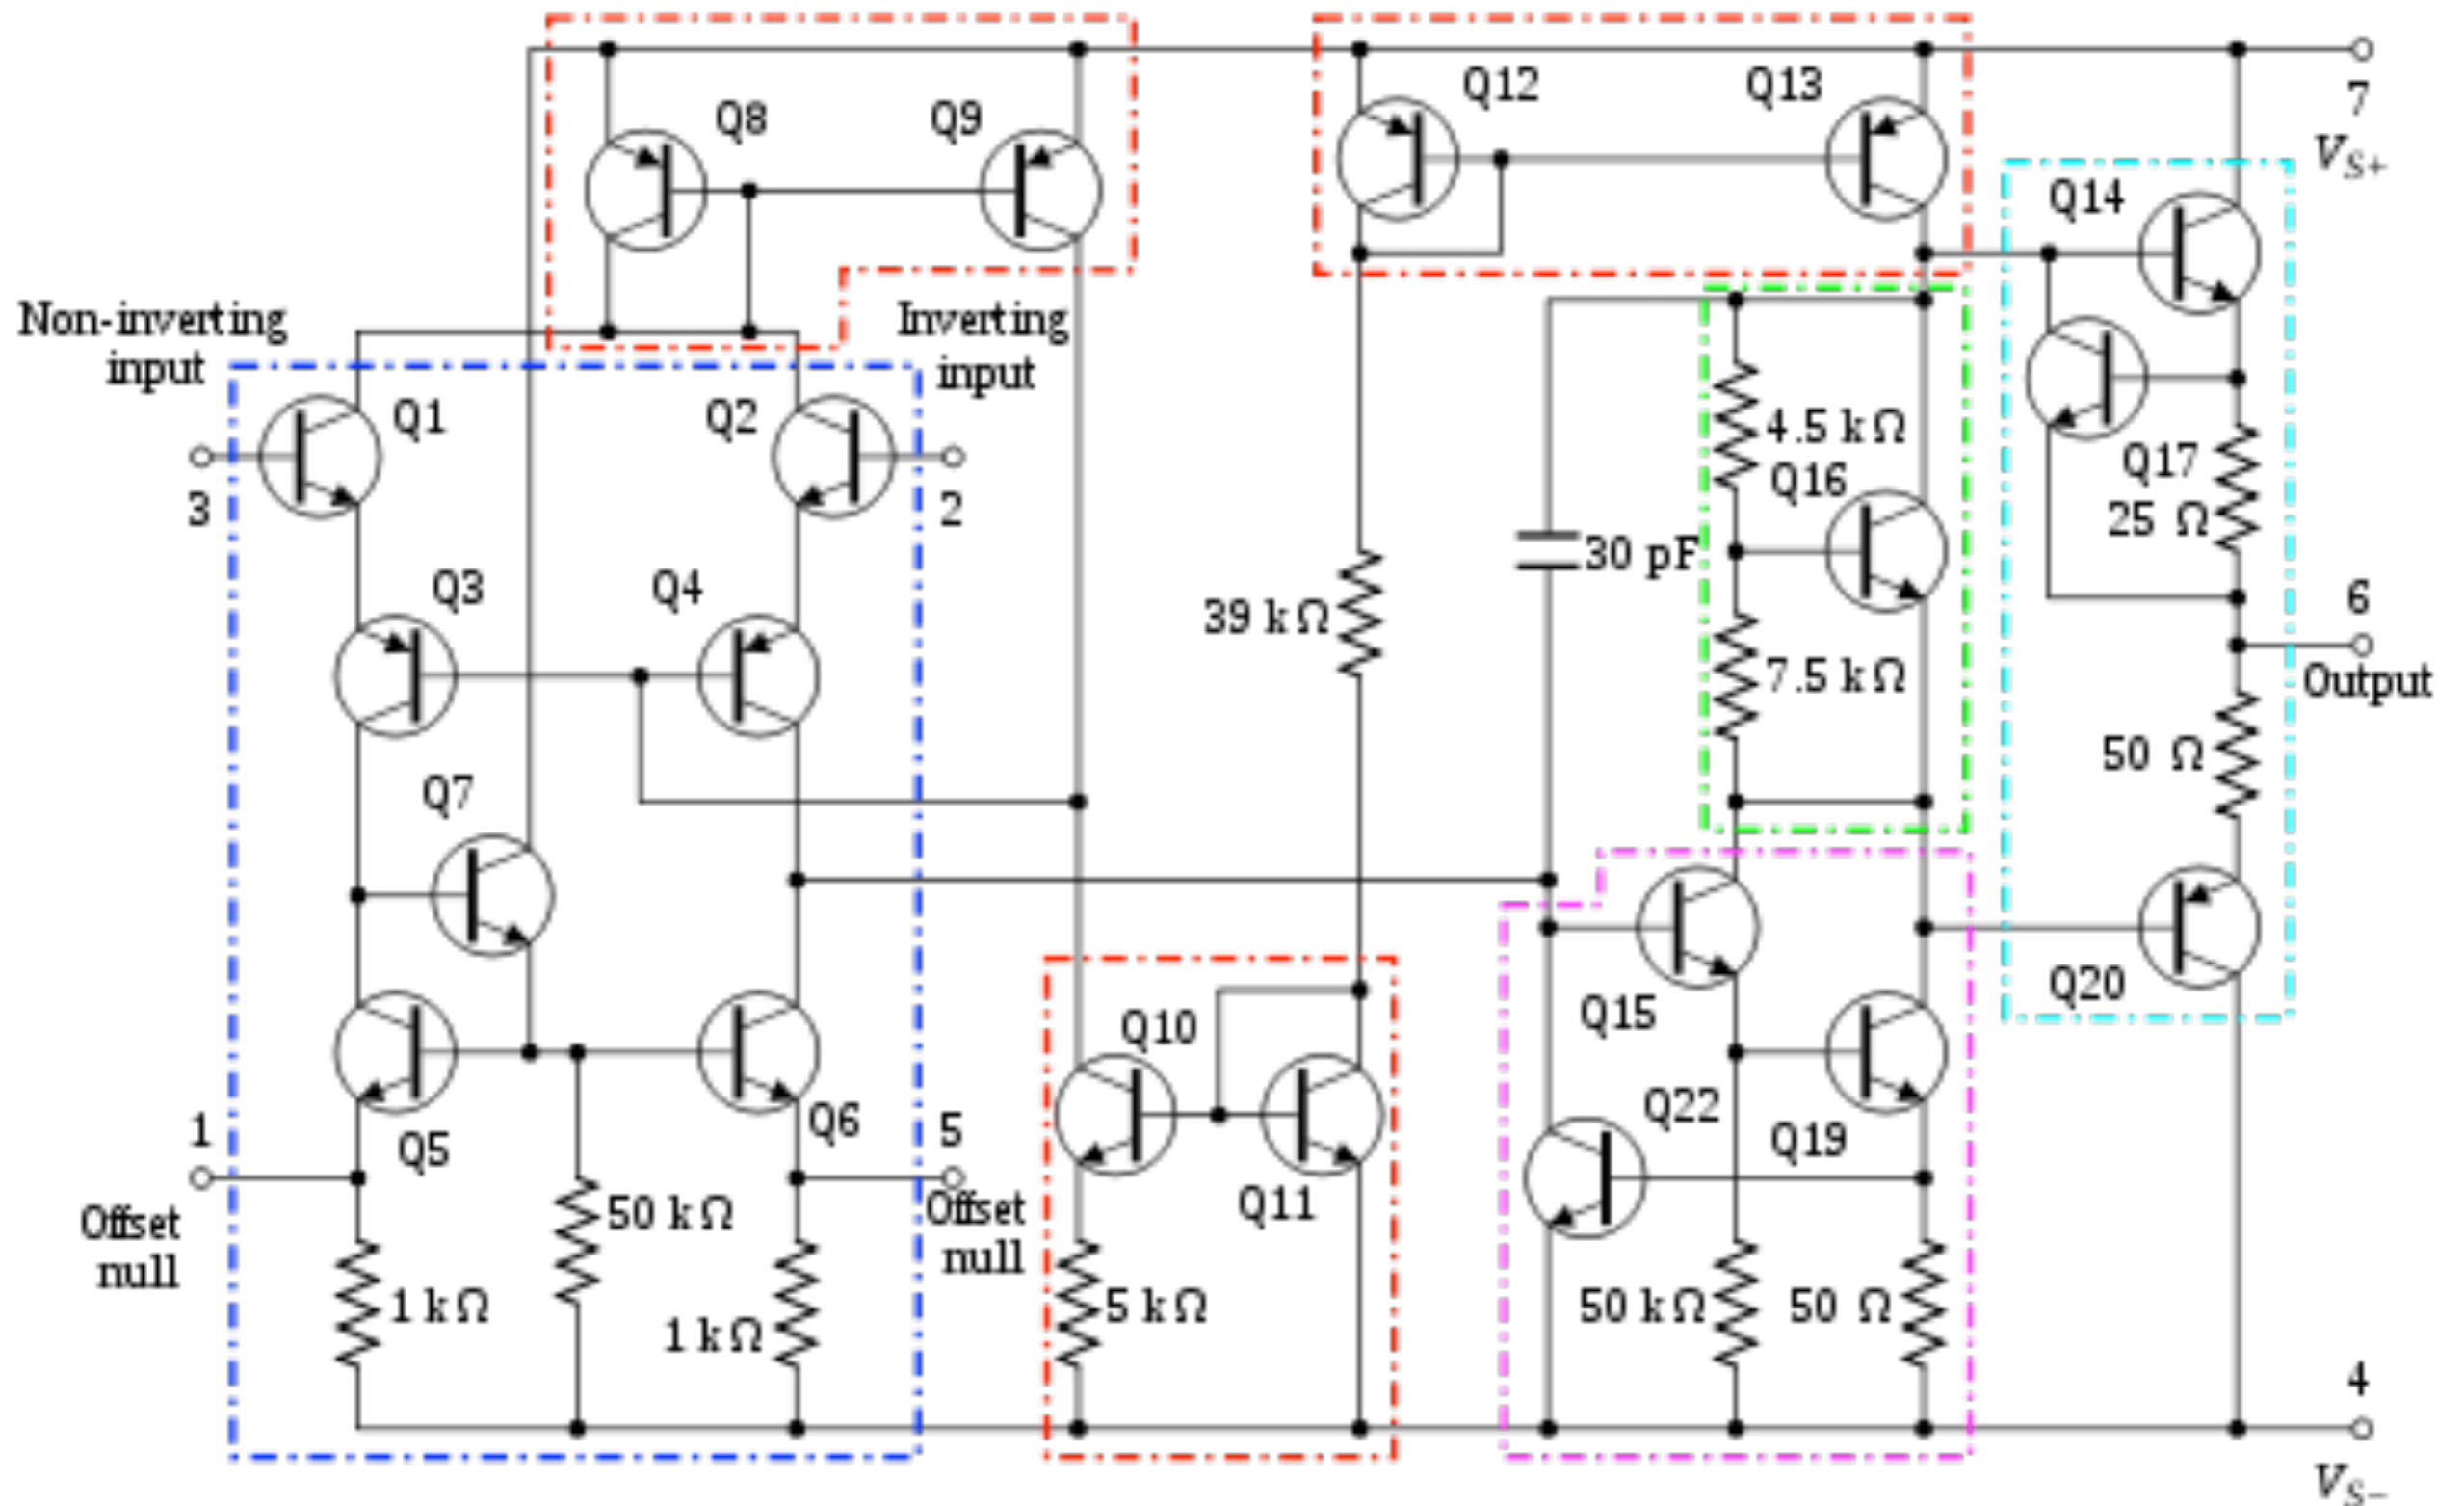 Q12
Q13
7
V_{S+}
Q8
Q9
Q14
Non-inverting
input
Inverting
input
Q1
Q2
3
2
4.5 kΩ
Q16
Q17
25 Ω
30 pF
Q3
Q4
39 kΩ
6
Output
7.5 kΩ
50 Ω
Q7
Q15
Q20
Q10
Q22
Q19
1
5
Q5
Q6
Q11
Offset
null
50 kΩ
Offset
null
1 kΩ
1 kΩ
5 kΩ
50 kΩ
50 Ω
4
V_{S−}